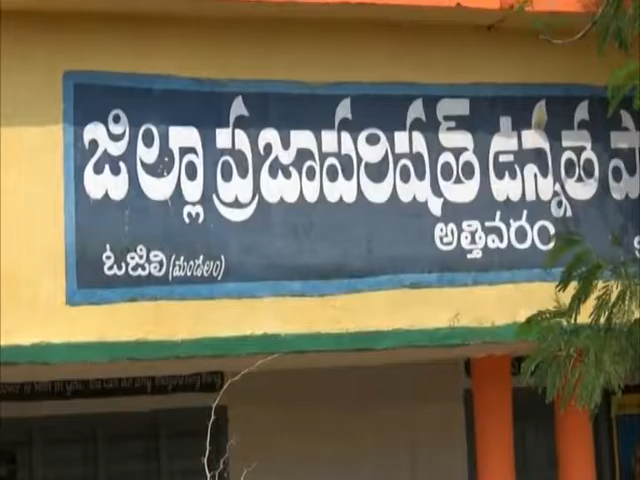 జిల్లా ప్రజాపరిషత్ ఉన్నత పా
అత్తివరం
ఓజిలి (మండలం)